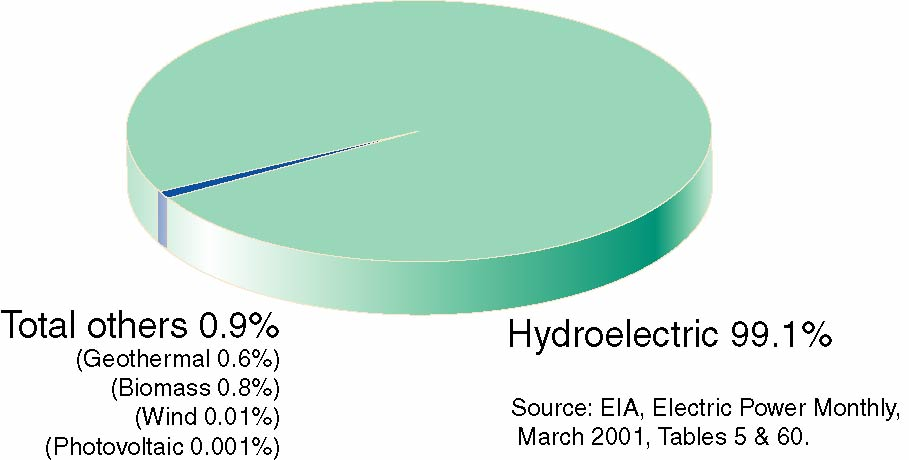 Total others 0.9%
(Geothermal 0.6%)
(Biomass 0.8%)
(Wind 0.01%)
(Photovoltaic 0.001%)
Hydroelectric 99.1%
Source: EIA, Electric Power Monthly,
March 2001, Tables 5 & 60.